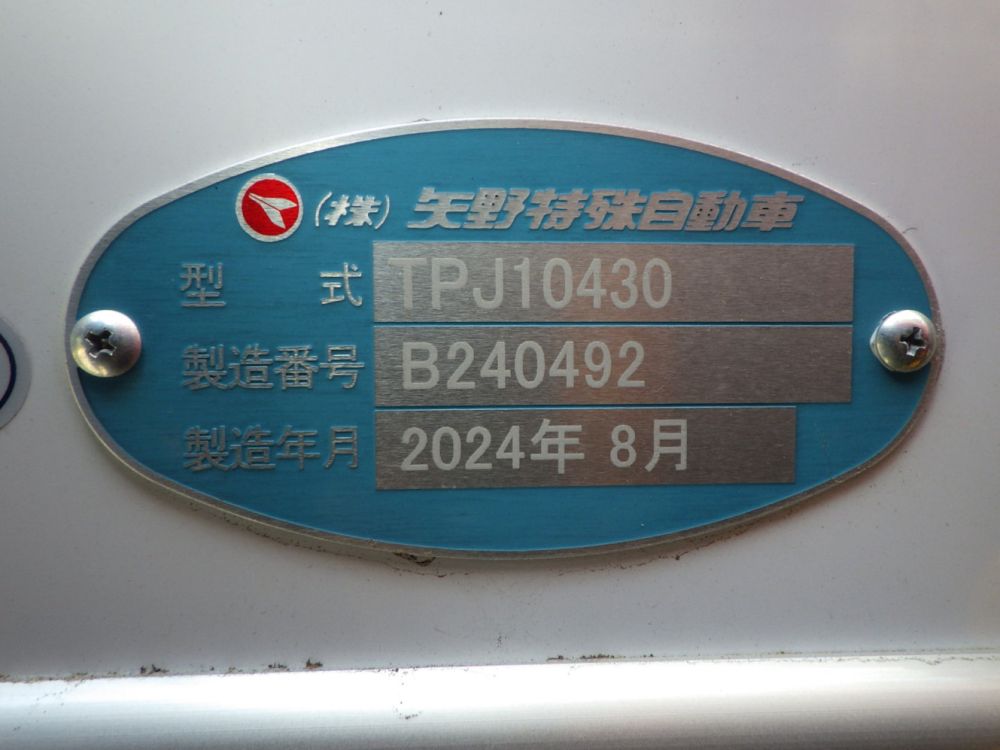 (株) 矢野特殊自動車
型 式 TPJ10430
製造番号 B240492
製造年月 2024年 8月